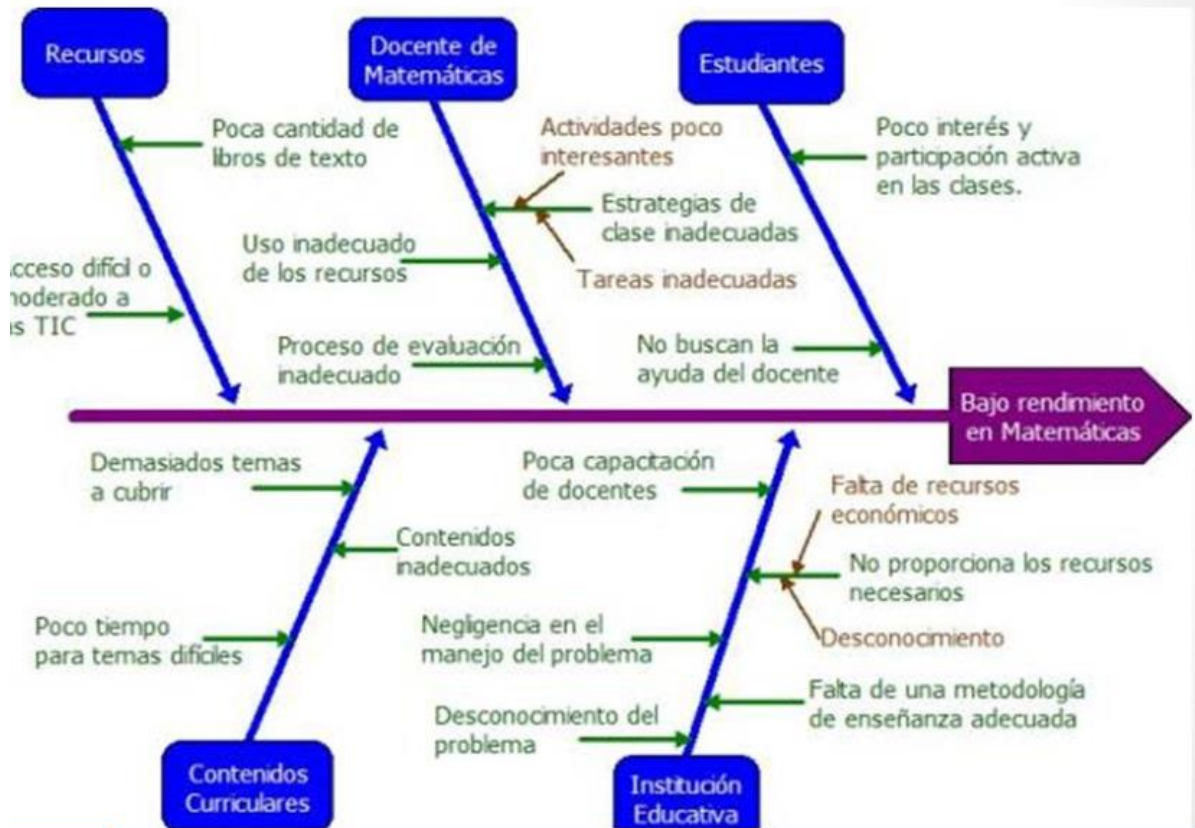 Recursos
Docente de
Matemáticas
Estudiantes
Poca cantidad de
libros de texto
Actividades poco
interesantes
Poco interés y
participación activa
en las clases.
Estrategias de
clase inadecuadas
Uso inadecuado
de los recursos
Tareas inadecuadas
cceso difícil o
moderado a
TIC
Proceso de evaluación
inadecuado
No buscan la
ayuda del docente
Bajo rendimiento
en Matemáticas
Demasiados temas
a cubrir
Poca capacitación
de docentes
Falta de recursos
económicos
Contenidos
inadecuados
No proporciona los recursos
necesarios
Poco tiempo
para temas difíciles
Negligencia en el
manejo del problema
Desconocimiento
Falta de una metodología
de enseñanza adecuada
Desconocimiento del
problema
Contenidos
Curriculares
Institución
Educativa